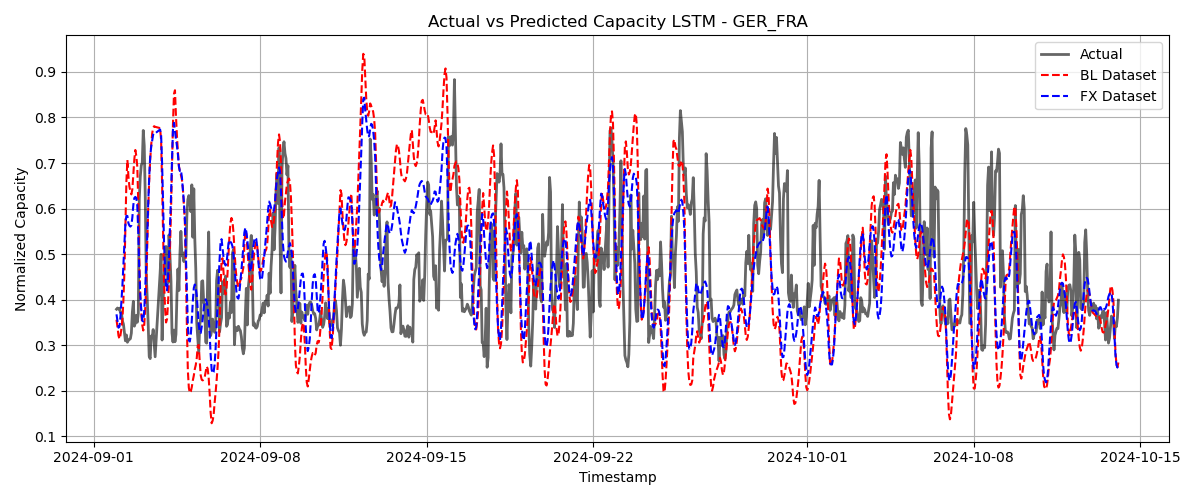 Actual vs Predicted Capacity LSTM - GER_FRA
Actual
BL Dataset
FX Dataset
Normalized Capacity
0.9
0.8
0.7
0.6
0.5
0.4
0.3
0.2
0.1
2024-09-01 2024-09-08 2024-09-15 2024-09-22 2024-10-01 2024-10-08 2024-10-15
Timestamp